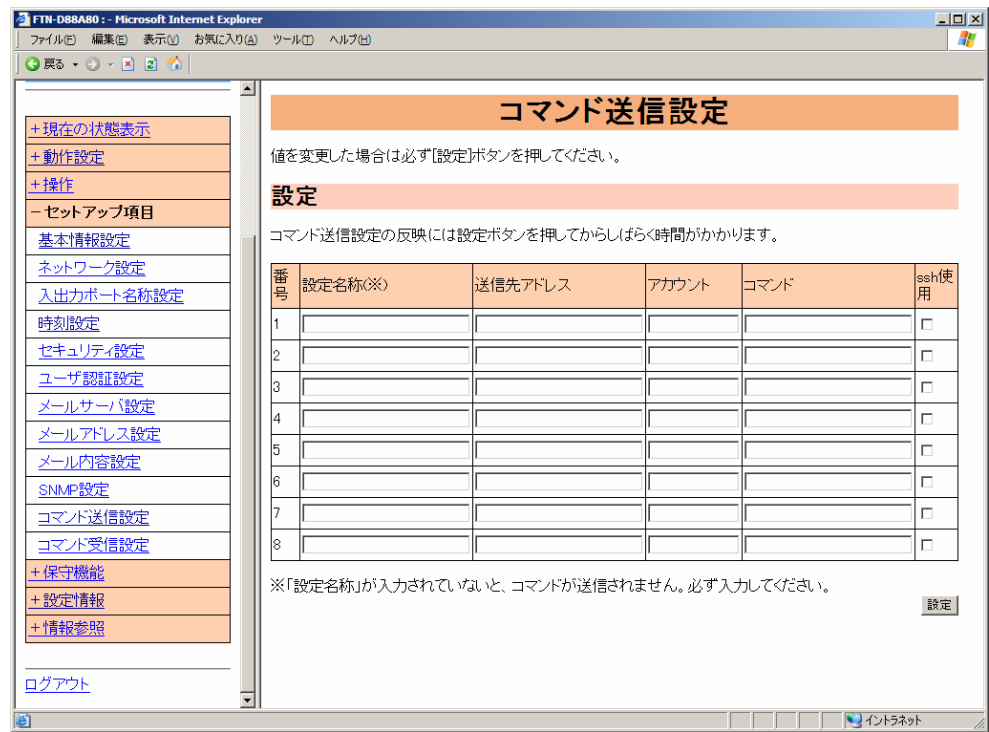 FTN-D88A80 : - Microsoft Internet Explorer
ファイル(F) 編集(E) 表示(V) お気に入り(A) ツール(T) ヘルプ(H)
戻る
+現在の状態表示
+動作設定
+操作
－セットアップ項目
基本情報設定
ネットワーク設定
入出力ポート名称設定
時刻設定
セキュリティ設定
ユーザ認証設定
メールサーバ設定
メールアドレス設定
メール内容設定
SNMP設定
コマンド送信設定
コマンド受信設定
+保守機能
+設定情報
+情報参照
ログアウト
コマンド送信設定
値を変更した場合は必ず[設定]ボタンを押してください。
設定
コマンド送信設定の反映には設定ボタンを押してからしばらく時間がかかります。
番号 設定名称(※) 送信先アドレス アカウント コマンド ssh使用
1
2
3
4
5
6
7
8
※「設定名称」が入力されていないと、コマンドが送信されません。必ず入力してください。
設定
イントラネット